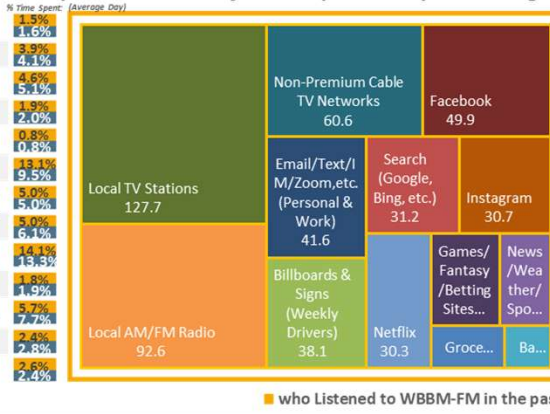 % Time Spent: (Average Day)
1.5%
1.6%
3.9%
4.1%
4.6%
5.1%
1.9%
2.0%
0.8%
0.8%
13.1%
9.5%
5.0%
5.0%
5.0%
6.1%
14.1%
13.3%
1.8%
1.9%
5.7%
7.7%
2.4%
2.8%
2.6%
2.4%
Local TV Stations
127.7
Non-Premium Cable
TV Networks
60.6
Facebook
49.9
Email/Text/I
M/Zoom,etc.
(Personal &
Work)
41.6
Search
(Google,
Bing, etc.)
31.2
Instagram
30.7
Local AM/FM Radio
92.6
Billboards &
Signs
(Weekly
Drivers)
38.1
Netflix
30.3
Games/
Fantasy
/Betting
Sites...
News
/Wea
ther/
Spo...
Groce...
Ba...
who Listened to WBBM-FM in the pas